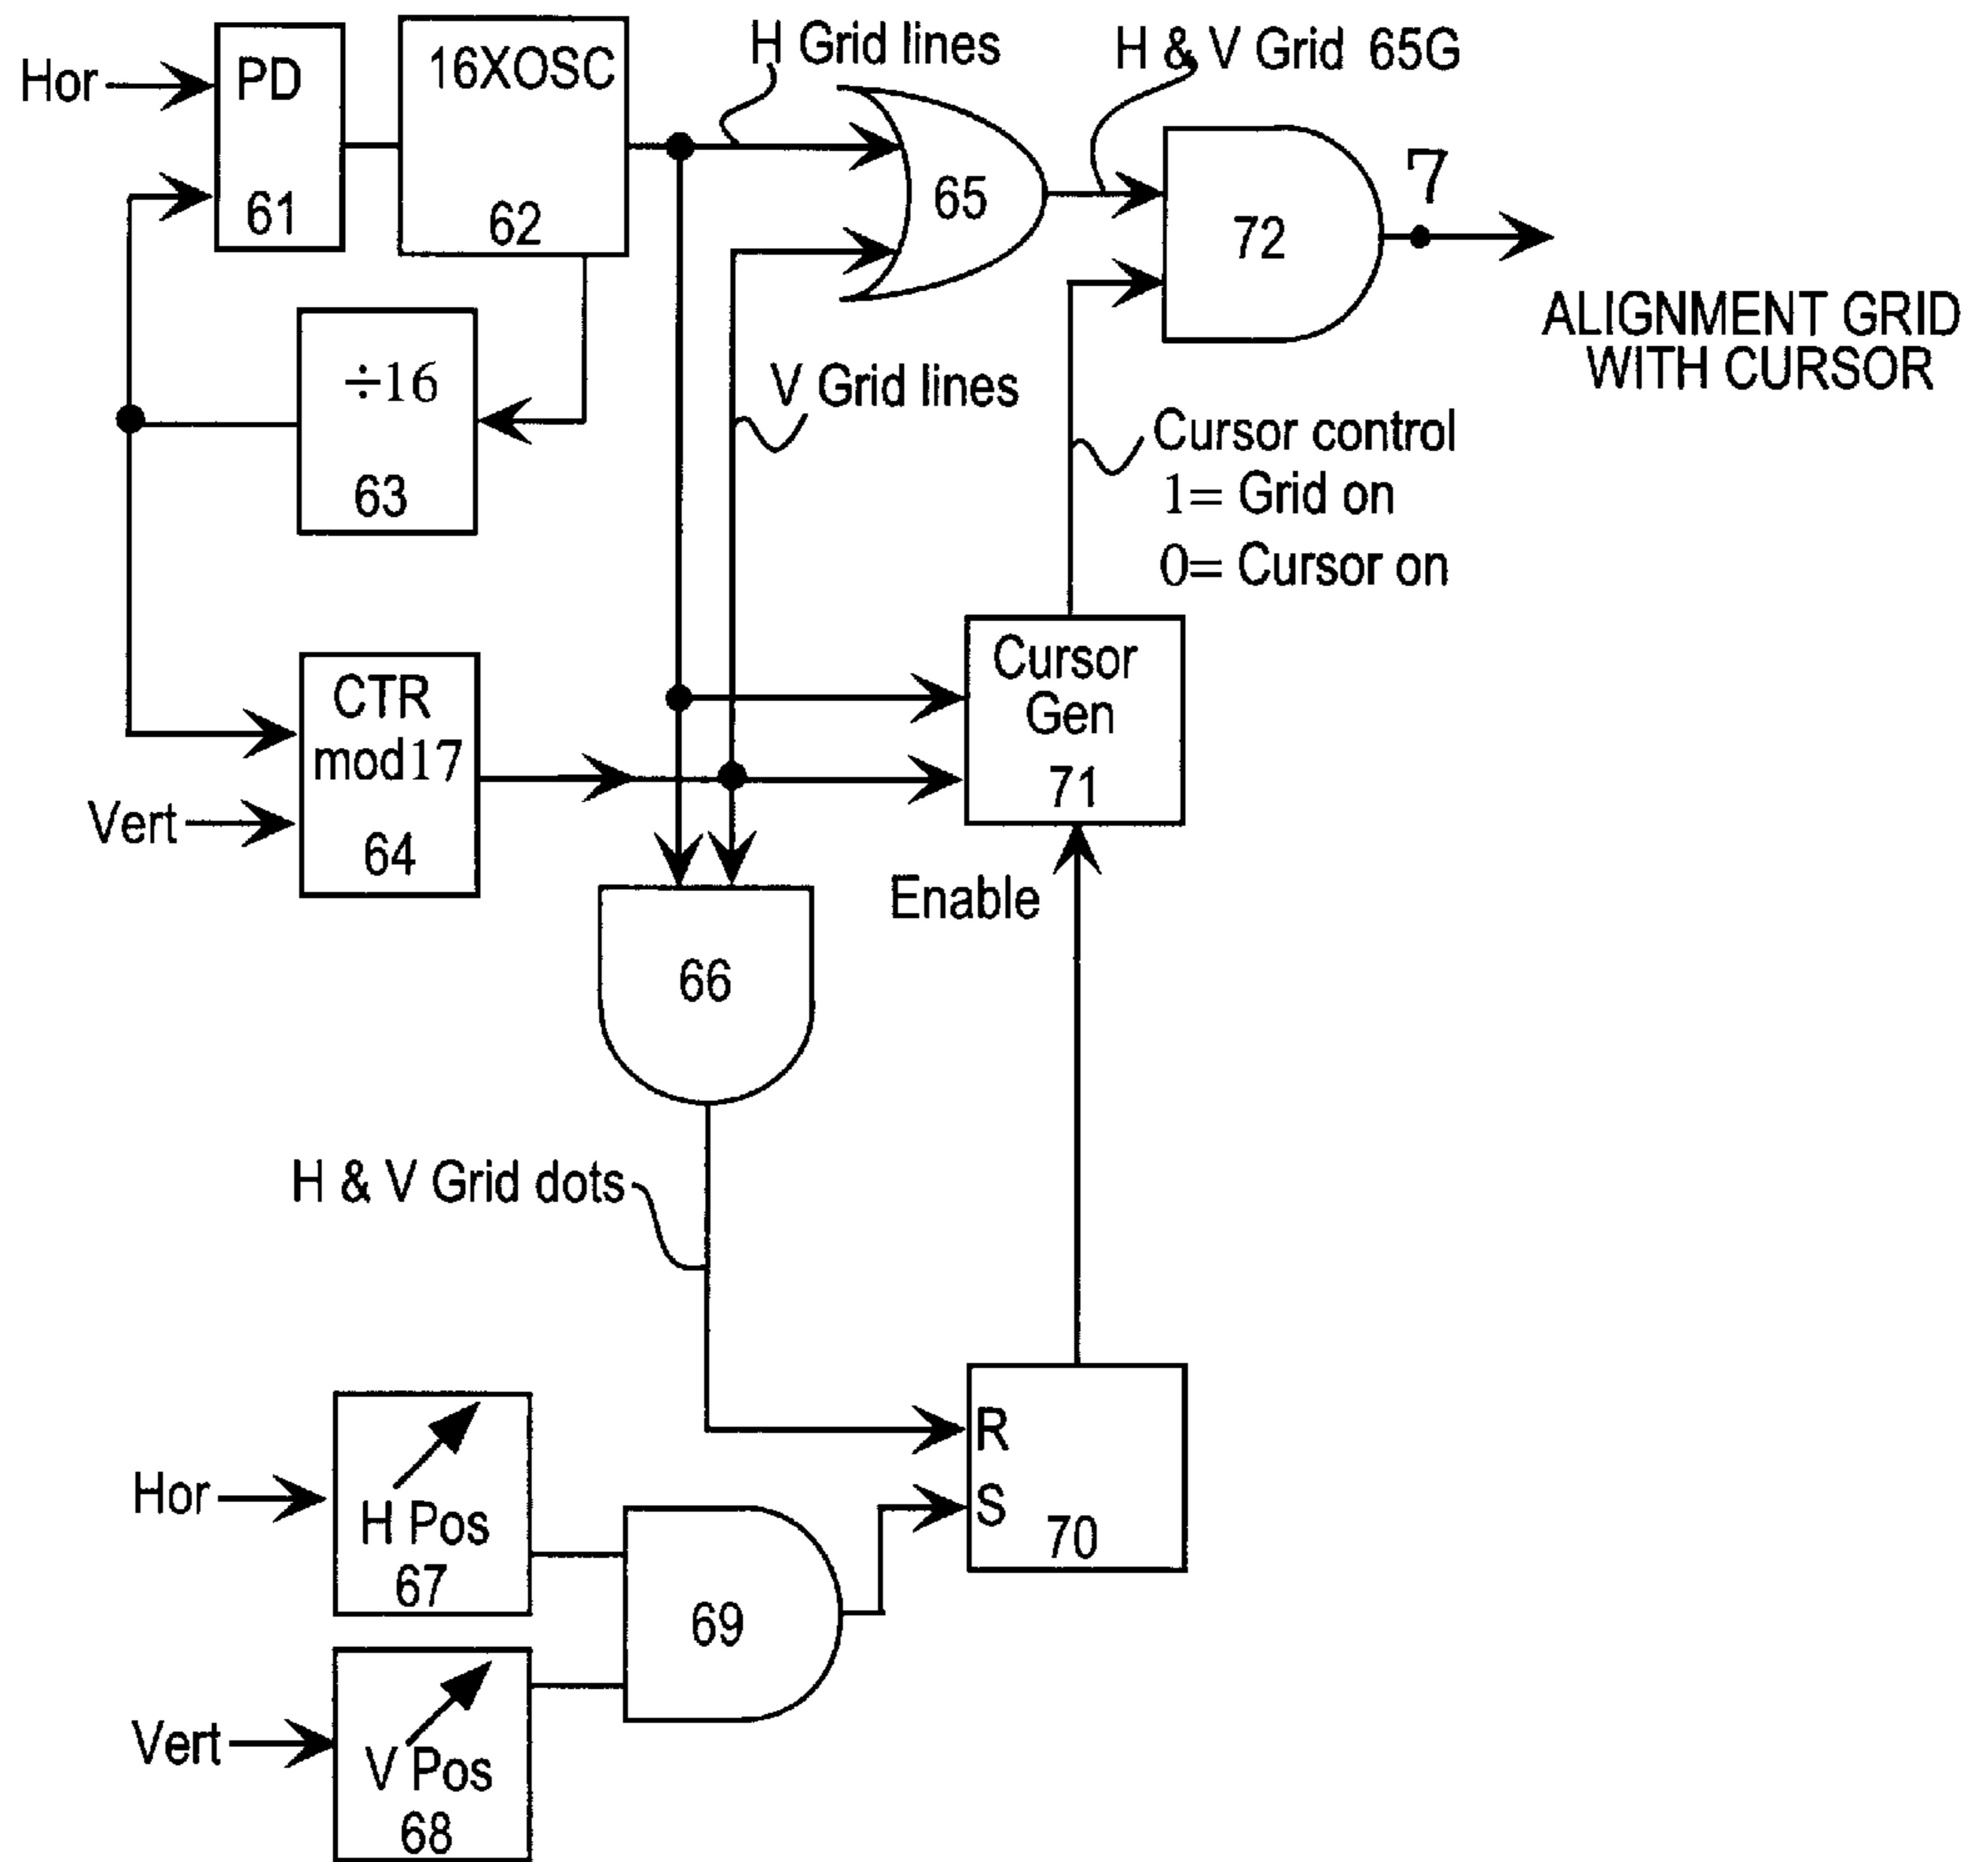 H Grid lines
H & V Grid 65G
Hor
PD
61
16XOSC
62
65
72
7
ALIGNMENT GRID
WITH CURSOR
÷16
63
V Grid lines
Cursor control
1= Grid on
0= Cursor on
CTR
mod17
64
Vert
Cursor
Gen
71
Enable
66
H & V Grid dots
R
S
70
Hor
H Pos
67
69
Vert
V Pos
68